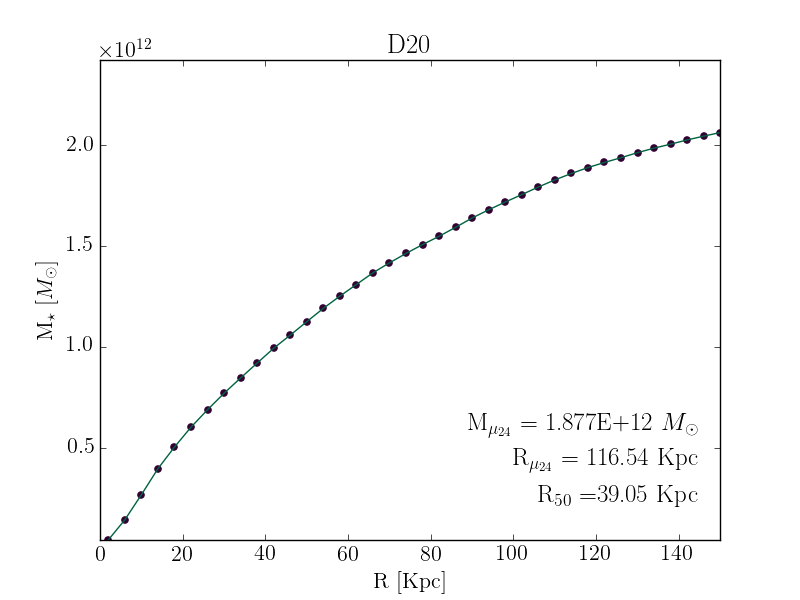 D20
×10¹²
2.0
1.5
1.0
0.5
M⋆ [M⊙]
M_μ₂₄ = 1.877E+12 M⊙
R_μ₂₄ = 116.54 Kpc
R₅₀ =39.05 Kpc
0 20 40 60 80 100 120 140
R [Kpc]